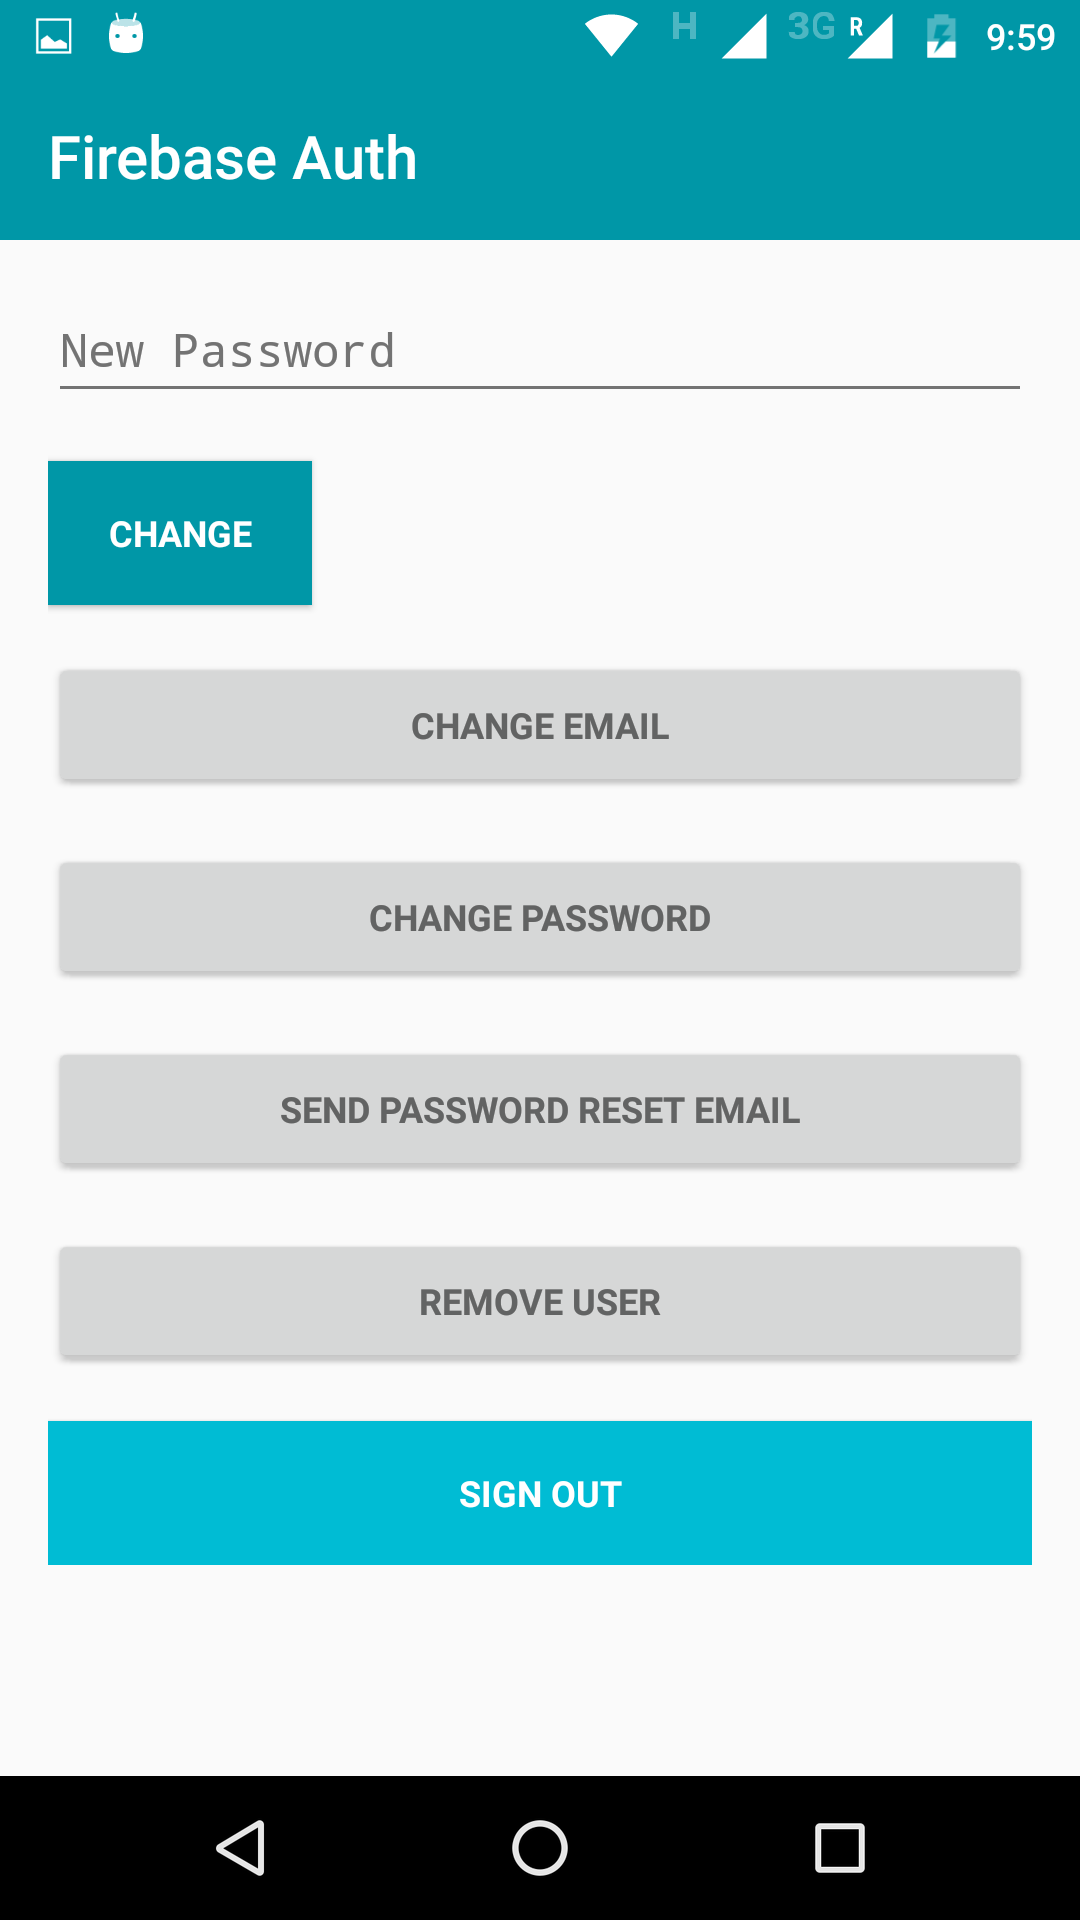 H 3G R 9:59
Firebase Auth
New Password
CHANGE
CHANGE EMAIL
CHANGE PASSWORD
SEND PASSWORD RESET EMAIL
REMOVE USER
SIGN OUT